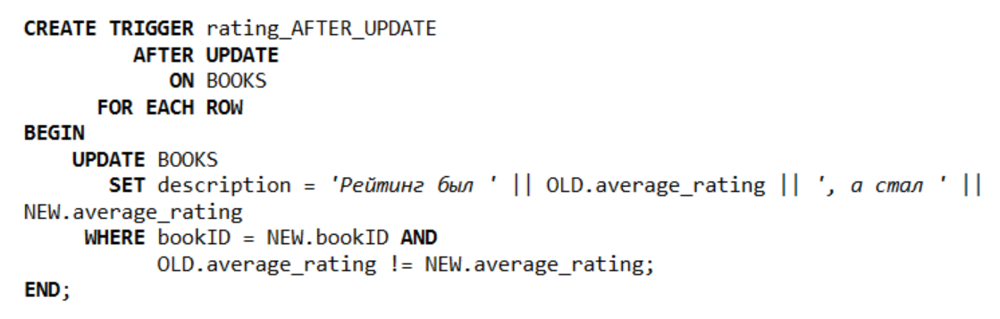 CREATE TRIGGER rating_AFTER_UPDATE
AFTER UPDATE
ON BOOKS
FOR EACH ROW
BEGIN
UPDATE BOOKS
SET description = 'Рейтинг был ' || OLD.average_rating || ', а стал ' ||
NEW.average_rating
WHERE bookID = NEW.bookID AND
OLD.average_rating != NEW.average_rating;
END;